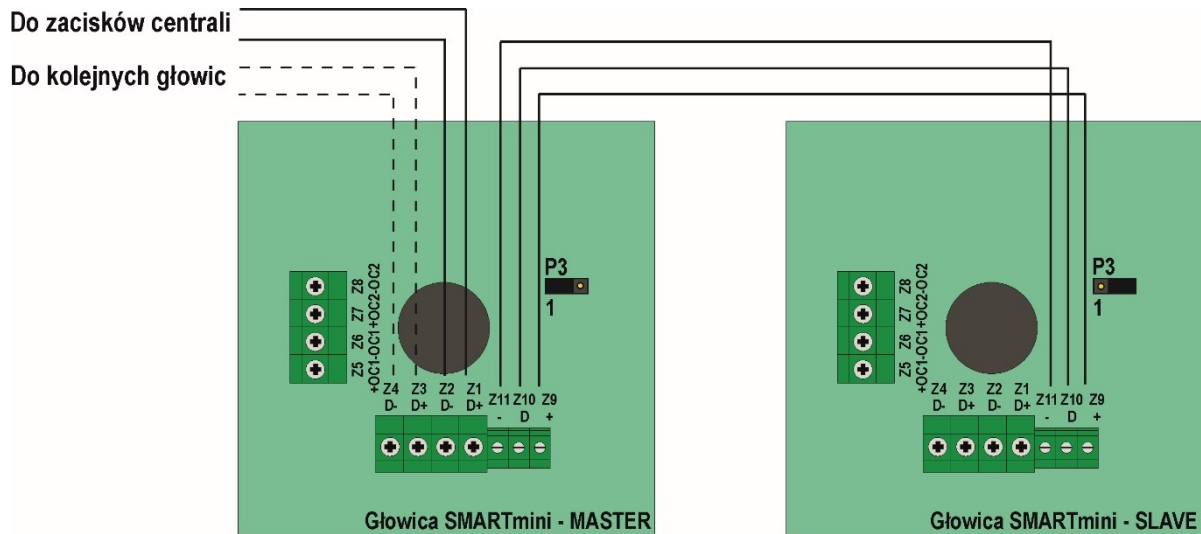 Do zacisków centrali
Do kolejnych głowic
P3
1
Z8
Z7
Z6
Z5
+OC1-OC1+OC2-OC2
Z4 Z3 Z2 Z1 Z11 Z10 Z9
D- D+ D- D+ - D +
Głowica SMARTmini - MASTER
P3
1
Z8
Z7
Z6
Z5
+OC1-OC1+OC2-OC2
Z4 Z3 Z2 Z1 Z11 Z10 Z9
D- D+ D- D+ - D +
Głowica SMARTmini - SLAVE